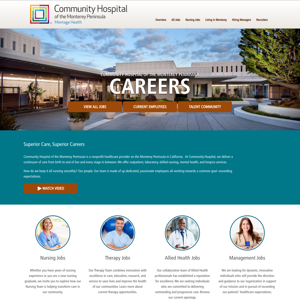 Community Hospital
of the Monterey Peninsula
Montage Health
Overview
All Jobs
Nursing Jobs
Living in Monterey
Hiring Managers
Recruiters
COMMUNITY HOSPITAL OF THE MONTEREY PENINSULA
CAREERS
VIEW ALL JOBS
CURRENT EMPLOYEES
TALENT COMMUNITY
Superior Care, Superior Careers
Community Hospital of the Monterey Peninsula is a nonprofit healthcare provider on the Monterey Peninsula in California. At Community Hospital, we deliver a
continuum of care from birth to end of life and every stage in between. We offer outpatient, laboratory, skilled nursing, mental health, and hospice services.
How do we keep it all running smoothly? Our people. Our team is made up of dedicated, passionate employees all working towards a common goal: exceeding
expectations.
WATCH VIDEO
Nursing Jobs
Whether you have years of nursing
experience or you are a new nursing
graduate, we invite you to explore how our
Nursing Team is helping transform care in
our community.
Therapy Jobs
Our Therapy Team combines innovation with
excellence in care, education, research, and
service to save lives and improve the health
of our communities. Learn more about
current therapy opportunities.
Allied Health Jobs
Our collaborative team of Allied Health
professionals has established a reputation
for excellence. We are seeking individuals
who are committed to delivering
outstanding and progressive care. Browse
our current openings.
Management Jobs
We are looking for dynamic, innovative
individuals who will provide the direction
and guidance to our organization in support
of our mission and in pursuit of exceeding
our patients' healthcare expectations.